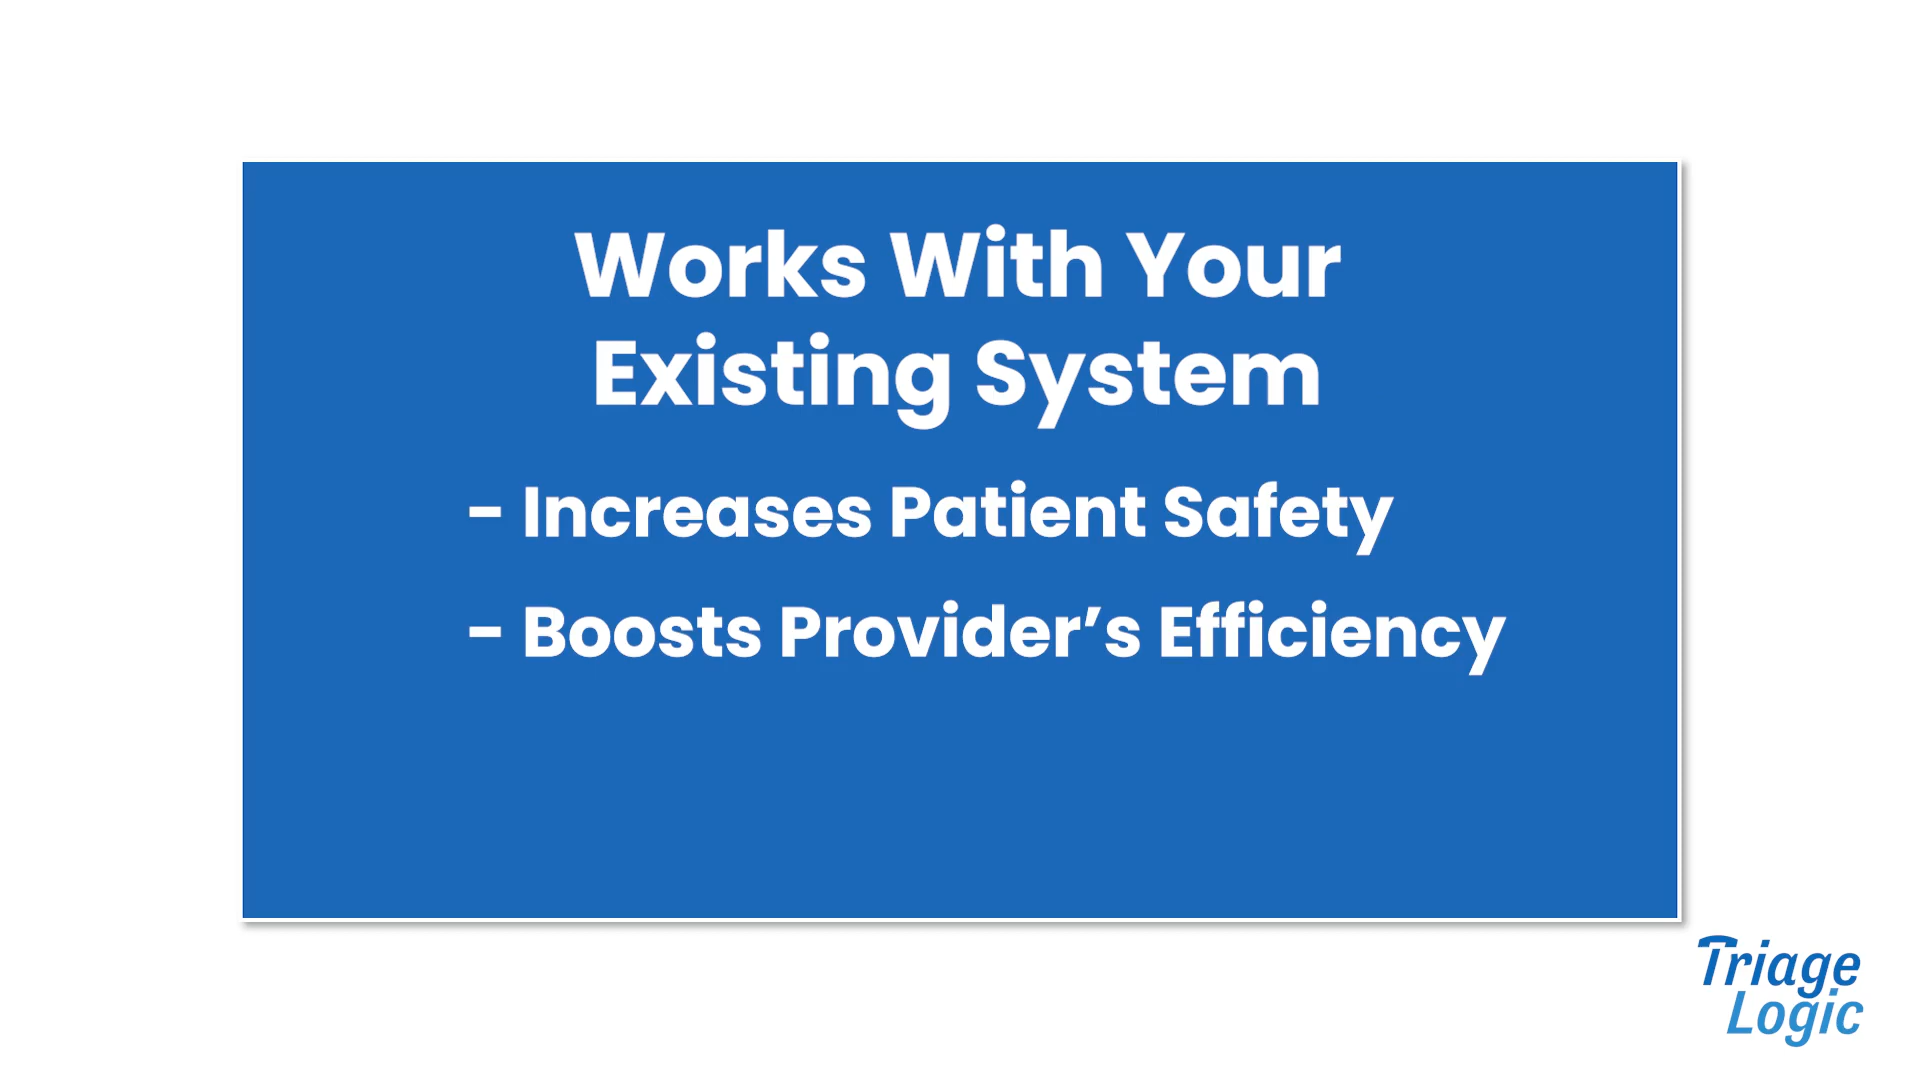 Works With Your
Existing System
- Increases Patient Safety
- Boosts Provider’s Efficiency
Triage
Logic